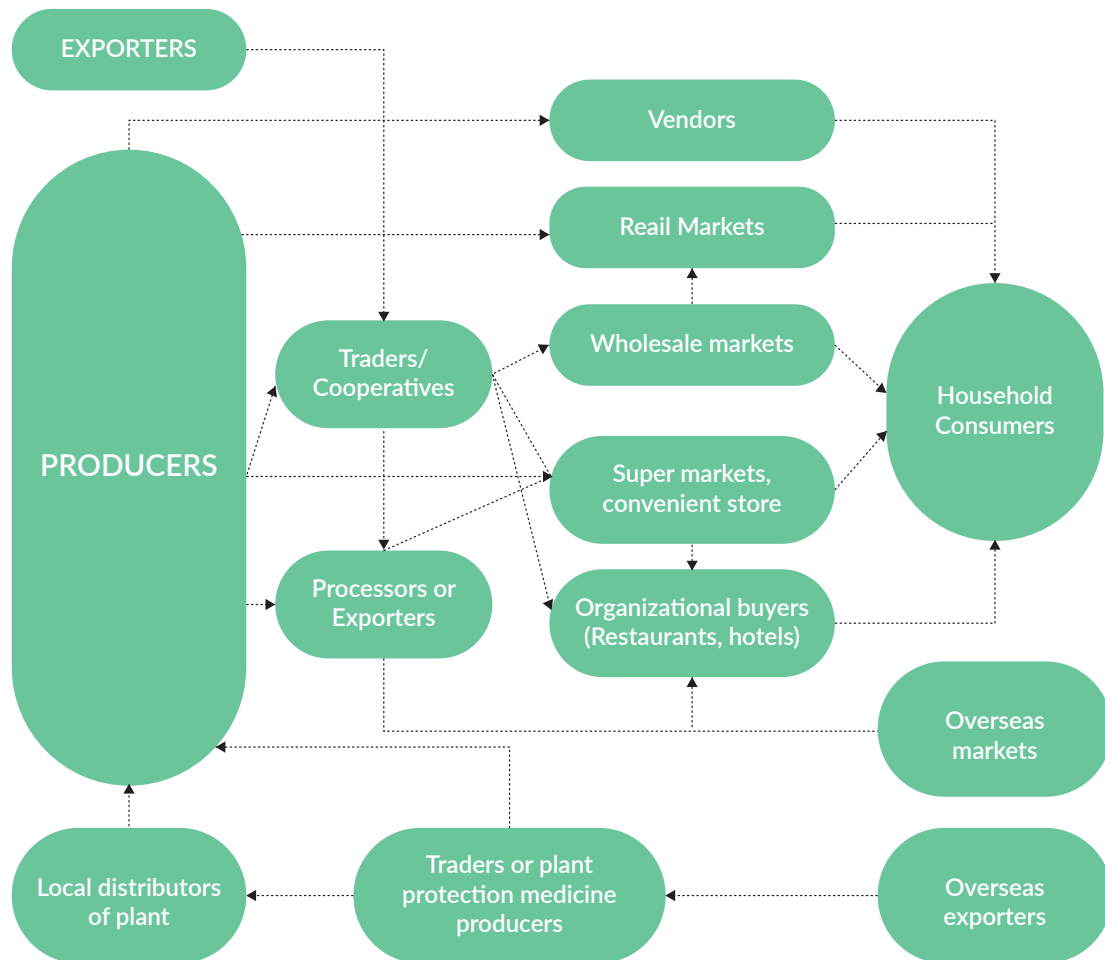 EXPORTERS
Vendors
Reail Markets
Traders/
Cooperatives
Wholesale markets
Household
Consumers
PRODUCERS
Super markets,
convenient store
Processors or
Exporters
Organizational buyers
(Restaurants, hotels)
Overseas
markets
Local distributors
of plant
Traders or plant
protection medicine
producers
Overseas
exporters